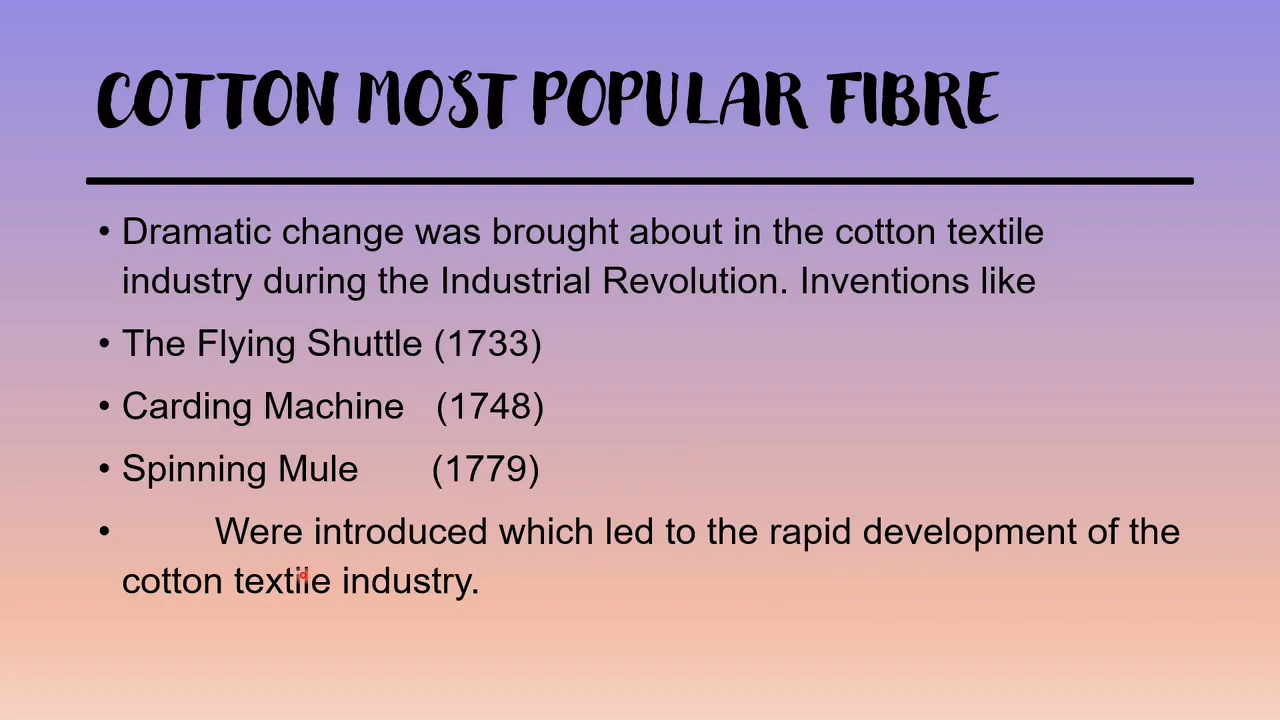 COTTON MOST POPULAR FIBRE
• Dramatic change was brought about in the cotton textile
industry during the Industrial Revolution. Inventions like
• The Flying Shuttle (1733)
• Carding Machine (1748)
• Spinning Mule (1779)
• Were introduced which led to the rapid development of the
cotton textile industry.